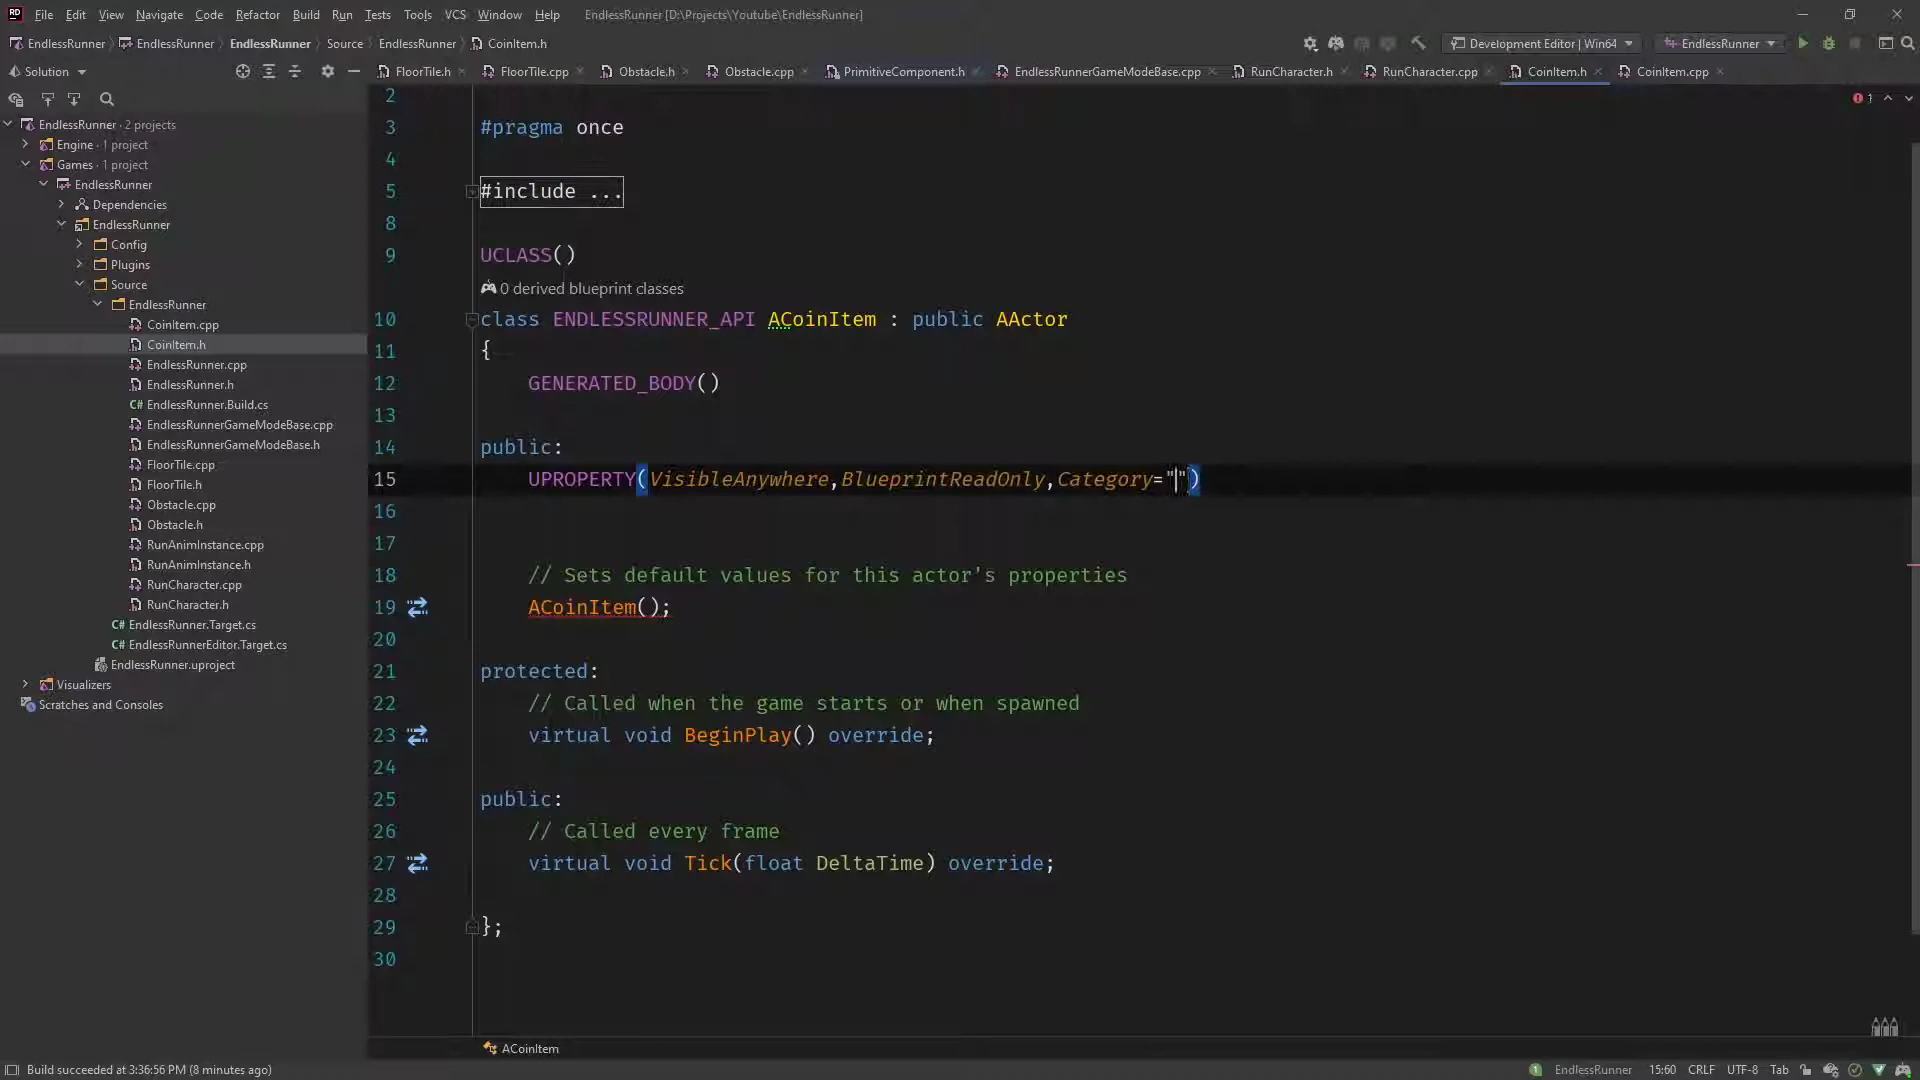 File Edit View Navigate Code Refactor Build Run Tests Tools VCS Window Help EndlessRunner [D:\Projects\Youtube\EndlessRunner]
EndlessRunner EndlessRunner EndlessRunner Source EndlessRunner CoinItem.h
Development Editor | Win64 EndlessRunner
Solution
FloorTile.h FloorTile.cpp Obstacle.h Obstacle.cpp PrimitiveComponent.h EndlessRunnerGameModeBase.cpp RunCharacter.h RunCharacter.cpp CoinItem.h CoinItem.cpp
EndlessRunner · 2 projects
Engine · 1 project
Games · 1 project
EndlessRunner
Dependencies
EndlessRunner
Config
Plugins
Source
EndlessRunner
CoinItem.cpp
CoinItem.h
EndlessRunner.cpp
EndlessRunner.h
C# EndlessRunner.Build.cs
EndlessRunnerGameModeBase.cpp
EndlessRunnerGameModeBase.h
FloorTile.cpp
FloorTile.h
Obstacle.cpp
Obstacle.h
RunAnimInstance.cpp
RunAnimInstance.h
RunCharacter.cpp
RunCharacter.h
C# EndlessRunner.Target.cs
C# EndlessRunnerEditor.Target.cs
EndlessRunner.uproject
Visualizers
Scratches and Consoles
1
2
3 #pragma once
4
5 #include ...
8
9 UCLASS()
0 derived blueprint classes
10 class ENDLESSRUNNER_API ACoinItem : public AActor
11 {
12 GENERATED_BODY()
13
14 public:
15 UPROPERTY(VisibleAnywhere,BlueprintReadOnly,Category="")
16
17
18 // Sets default values for this actor's properties
19 ACoinItem();
20
21 protected:
22 // Called when the game starts or when spawned
23 virtual void BeginPlay() override;
24
25 public:
26 // Called every frame
27 virtual void Tick(float DeltaTime) override;
28
29 };
30
ACoinItem
Build succeeded at 3:36:56 PM (8 minutes ago)
1 EndlessRunner 15:60 CRLF UTF-8 Tab